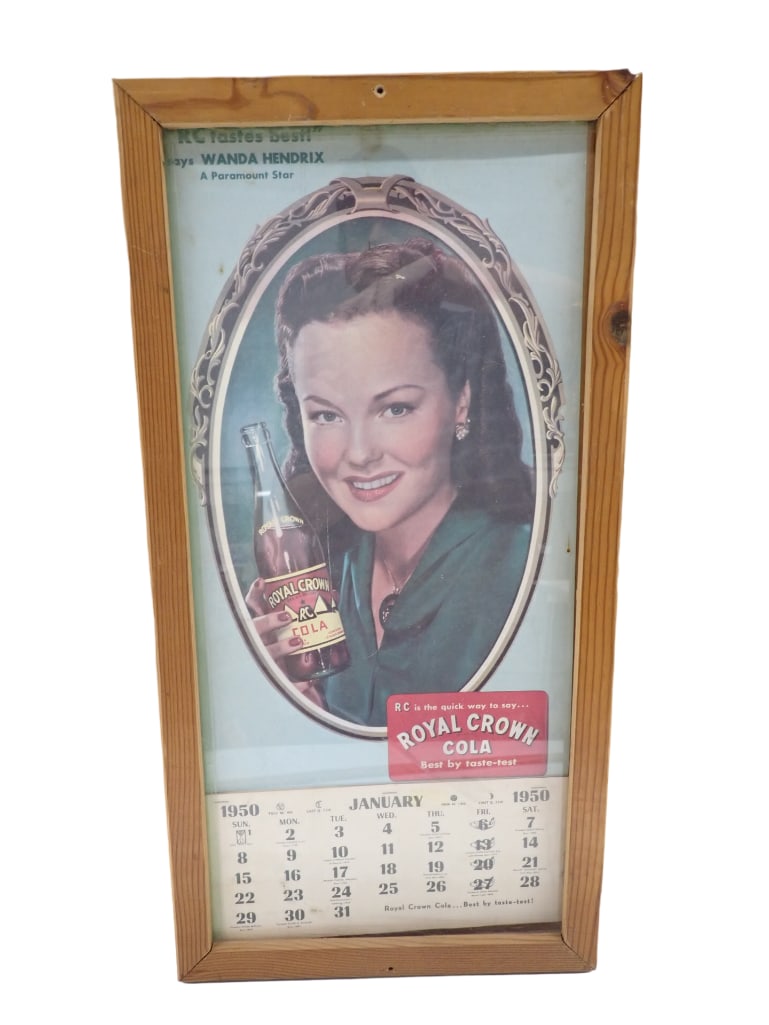 RC tastes best!"
says WANDA HENDRIX
A Paramount Star
ROYAL CROWN
ROYAL CROWN
RC
COLA
RC is the quick way to say...
ROYAL CROWN
COLA
Best by taste-test
1950 JANUARY 1950
SUN. MON. TUE. WED. THU. FRI. SAT.
1 2 3 4 5 6 7
8 9 10 11 12 13 14
15 16 17 18 19 20 21
22 23 24 25 26 27 28
29 30 31
Royal Crown Cola...Best by taste-test!